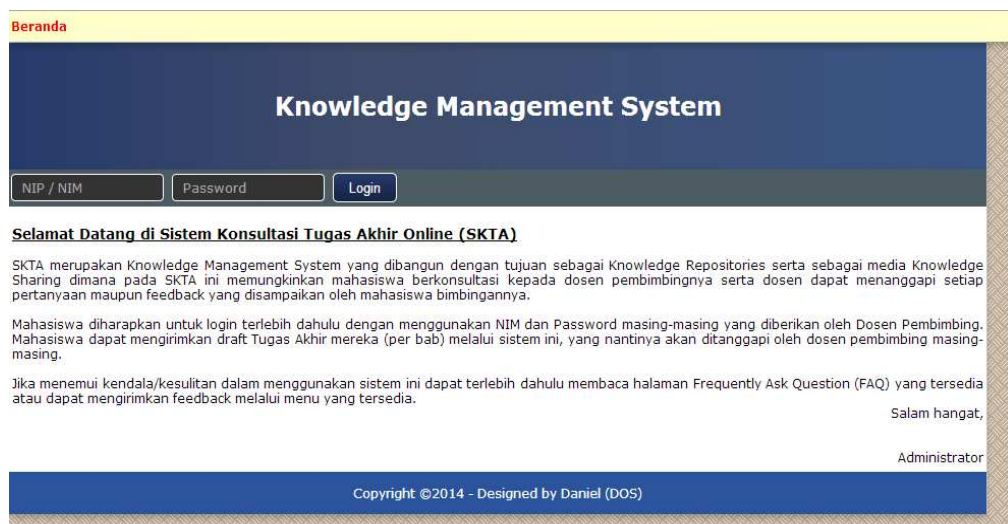 Beranda
Knowledge Management System
NIP / NIM
Password
Login
Selamat Datang di Sistem Konsultasi Tugas Akhir Online (SKTA)
SKTA merupakan Knowledge Management System yang dibangun dengan tujuan sebagai Knowledge Repositories serta sebagai media Knowledge
Sharing dimana pada SKTA ini memungkinkan mahasiswa berkonsultasi kepada dosen pembimbingnya serta dosen dapat menanggapi setiap
pertanyaan maupun feedback yang disampaikan oleh mahasiswa bimbingannya.
Mahasiswa diharapkan untuk login terlebih dahulu dengan menggunakan NIM dan Password masing-masing yang diberikan oleh Dosen Pembimbing.
Mahasiswa dapat mengirimkan draft Tugas Akhir mereka (per bab) melalui sistem ini, yang nantinya akan ditanggapi oleh dosen pembimbing masing-
masing.
Jika menemui kendala/kesulitan dalam menggunakan sistem ini dapat terlebih dahulu membaca halaman Frequently Ask Question (FAQ) yang tersedia
atau dapat mengirimkan feedback melalui menu yang tersedia.
Salam hangat,
Administrator
Copyright ©2014 - Designed by Daniel (DOS)